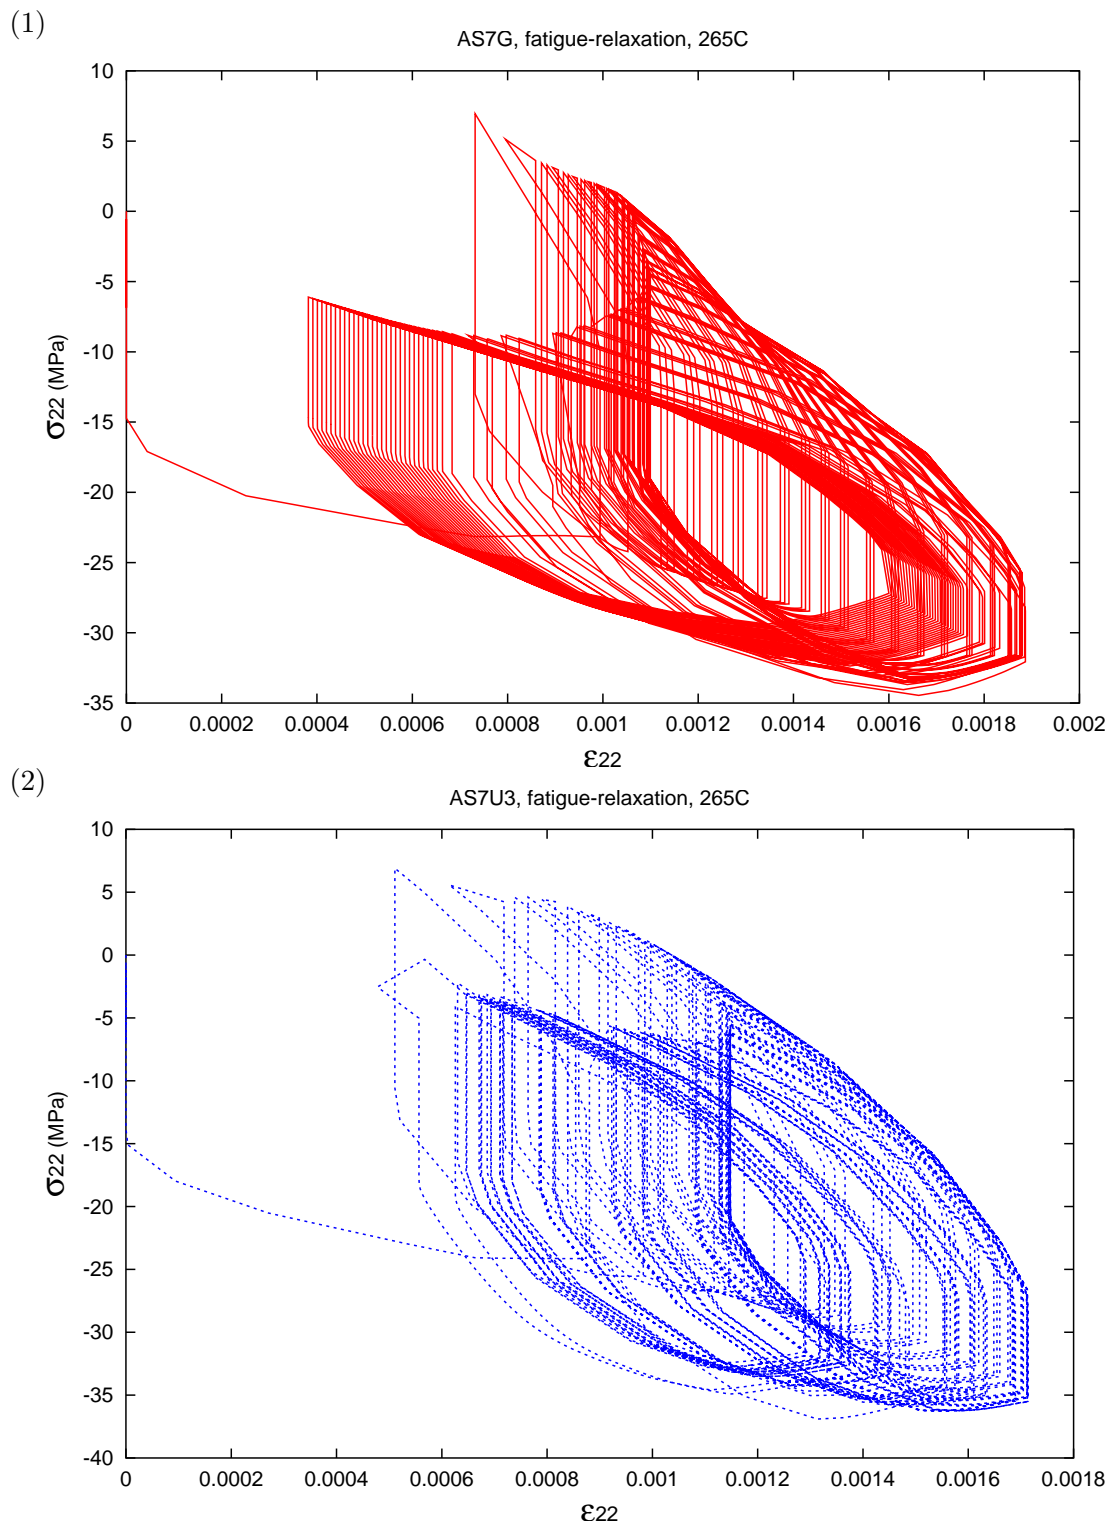 (1)
AS7G, fatigue-relaxation, 265C
10
5
0
-5
-10
-15
-20
-25
-30
-35
σ22 (MPa)
0 0.0002 0.0004 0.0006 0.0008 0.001 0.0012 0.0014 0.0016 0.0018 0.002
ε22
(2)
AS7U3, fatigue-relaxation, 265C
10
5
0
-5
-10
-15
-20
-25
-30
-35
-40
σ22 (MPa)
0 0.0002 0.0004 0.0006 0.0008 0.001 0.0012 0.0014 0.0016 0.0018
ε22